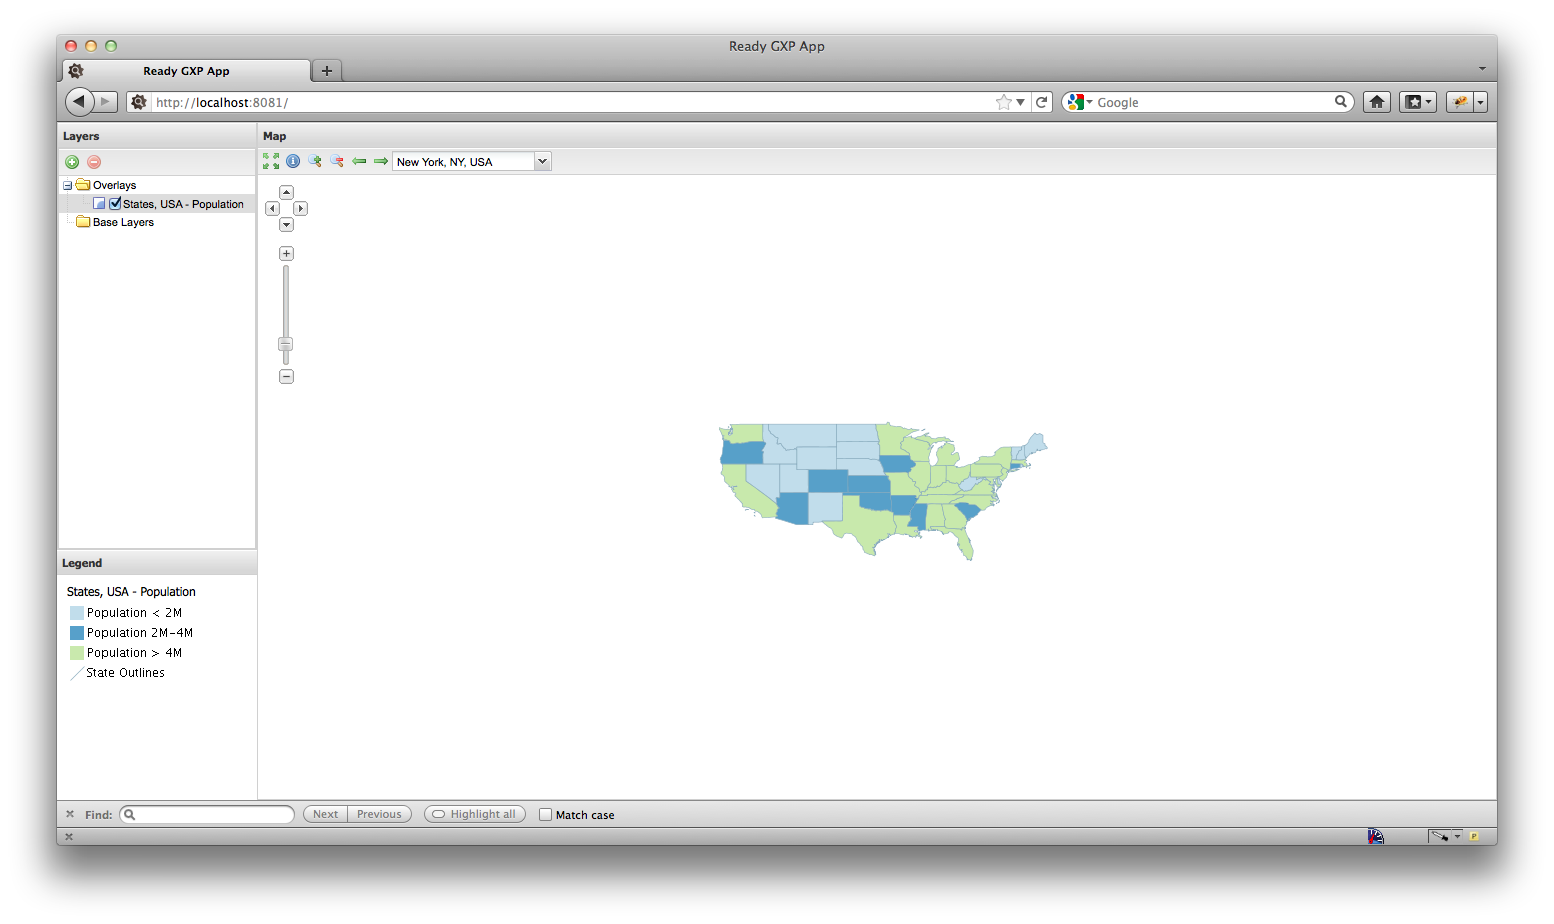 Ready GXP App
Ready GXP App
http://localhost:8081/
Google
Layers
Map
New York, NY, USA
Overlays
States, USA - Population
Base Layers
Legend
States, USA - Population
Population < 2M
Population 2M-4M
Population > 4M
State Outlines
Find:
Next
Previous
Highlight all
Match case
P